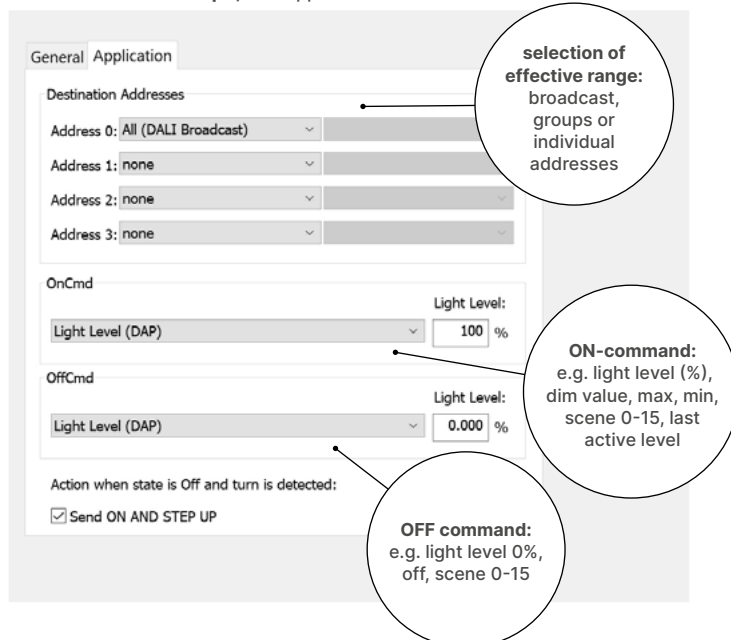 General Application
Destination Addresses
Address 0: All (DALI Broadcast)
Address 1: none
Address 2: none
Address 3: none
selection of
effective range:
broadcast,
groups or
individual
addresses
OnCmd
Light Level:
Light Level (DAP) 100 %
ON-command:
e.g. light level (%),
dim value, max, min,
scene 0-15, last
active level
OffCmd
Light Level:
Light Level (DAP) 0.000 %
Action when state is Off and turn is detected:
Send ON AND STEP UP
OFF command:
e.g. light level 0%,
off, scene 0-15